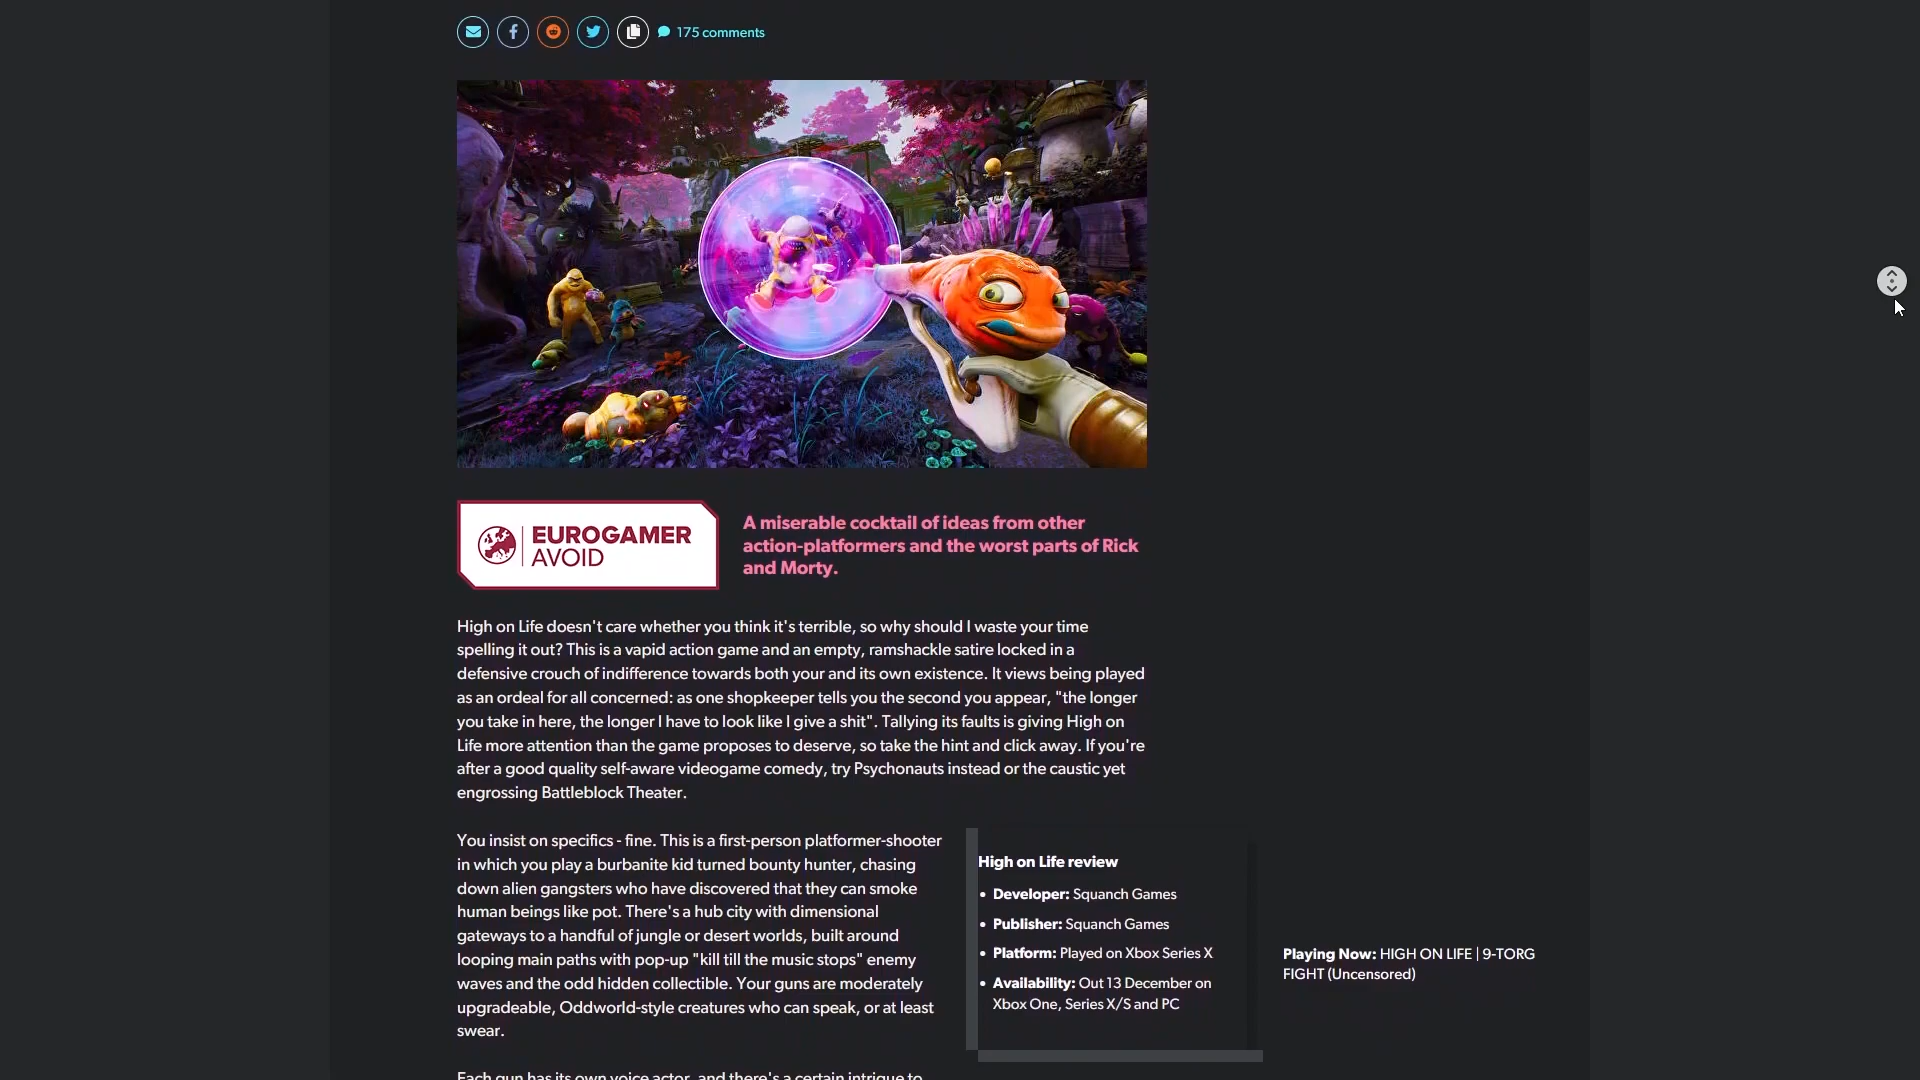 175 comments
EUROGAMER
AVOID
A miserable cocktail of ideas from other
action-platformers and the worst parts of Rick
and Morty.
High on Life doesn't care whether you think it's terrible, so why should I waste your time
spelling it out? This is a vapid action game and an empty, ramshackle satire locked in a
defensive crouch of indifference towards both your and its own existence. It views being played
as an ordeal for all concerned: as one shopkeeper tells you the second you appear, "the longer
you take in here, the longer I have to look like I give a shit". Tallying its faults is giving High on
Life more attention than the game proposes to deserve, so take the hint and click away. If you're
after a good quality self-aware videogame comedy, try Psychonauts instead or the caustic yet
engrossing Battleblock Theater.
You insist on specifics - fine. This is a first-person platformer-shooter
in which you play a burbanite kid turned bounty hunter, chasing
down alien gangsters who have discovered that they can smoke
human beings like pot. There's a hub city with dimensional
gateways to a handful of jungle or desert worlds, built around
looping main paths with pop-up "kill till the music stops" enemy
waves and the odd hidden collectible. Your guns are moderately
upgradeable, Oddworld-style creatures who can speak, or at least
swear.
Each gun has its own voice actor, and there's a certain intrigue to
High on Life review
• Developer: Squanch Games
• Publisher: Squanch Games
• Platform: Played on Xbox Series X
• Availability: Out 13 December on
Xbox One, Series X/S and PC
Playing Now: HIGH ON LIFE | 9-TORG
FIGHT (Uncensored)